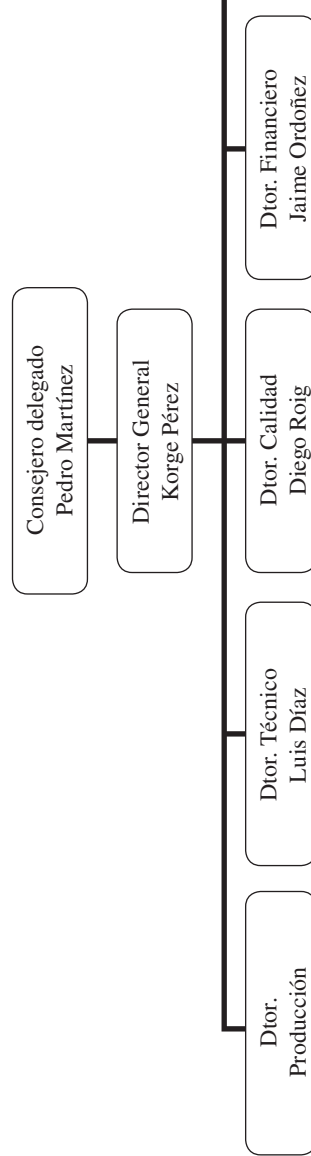 Consejero delegado
Pedro Martínez
Director General
Korge Pérez
Dtor.
Producción
Dtor. Técnico
Luis Díaz
Dtor. Calidad
Diego Roig
Dtor. Financiero
Jaime Ordoñez